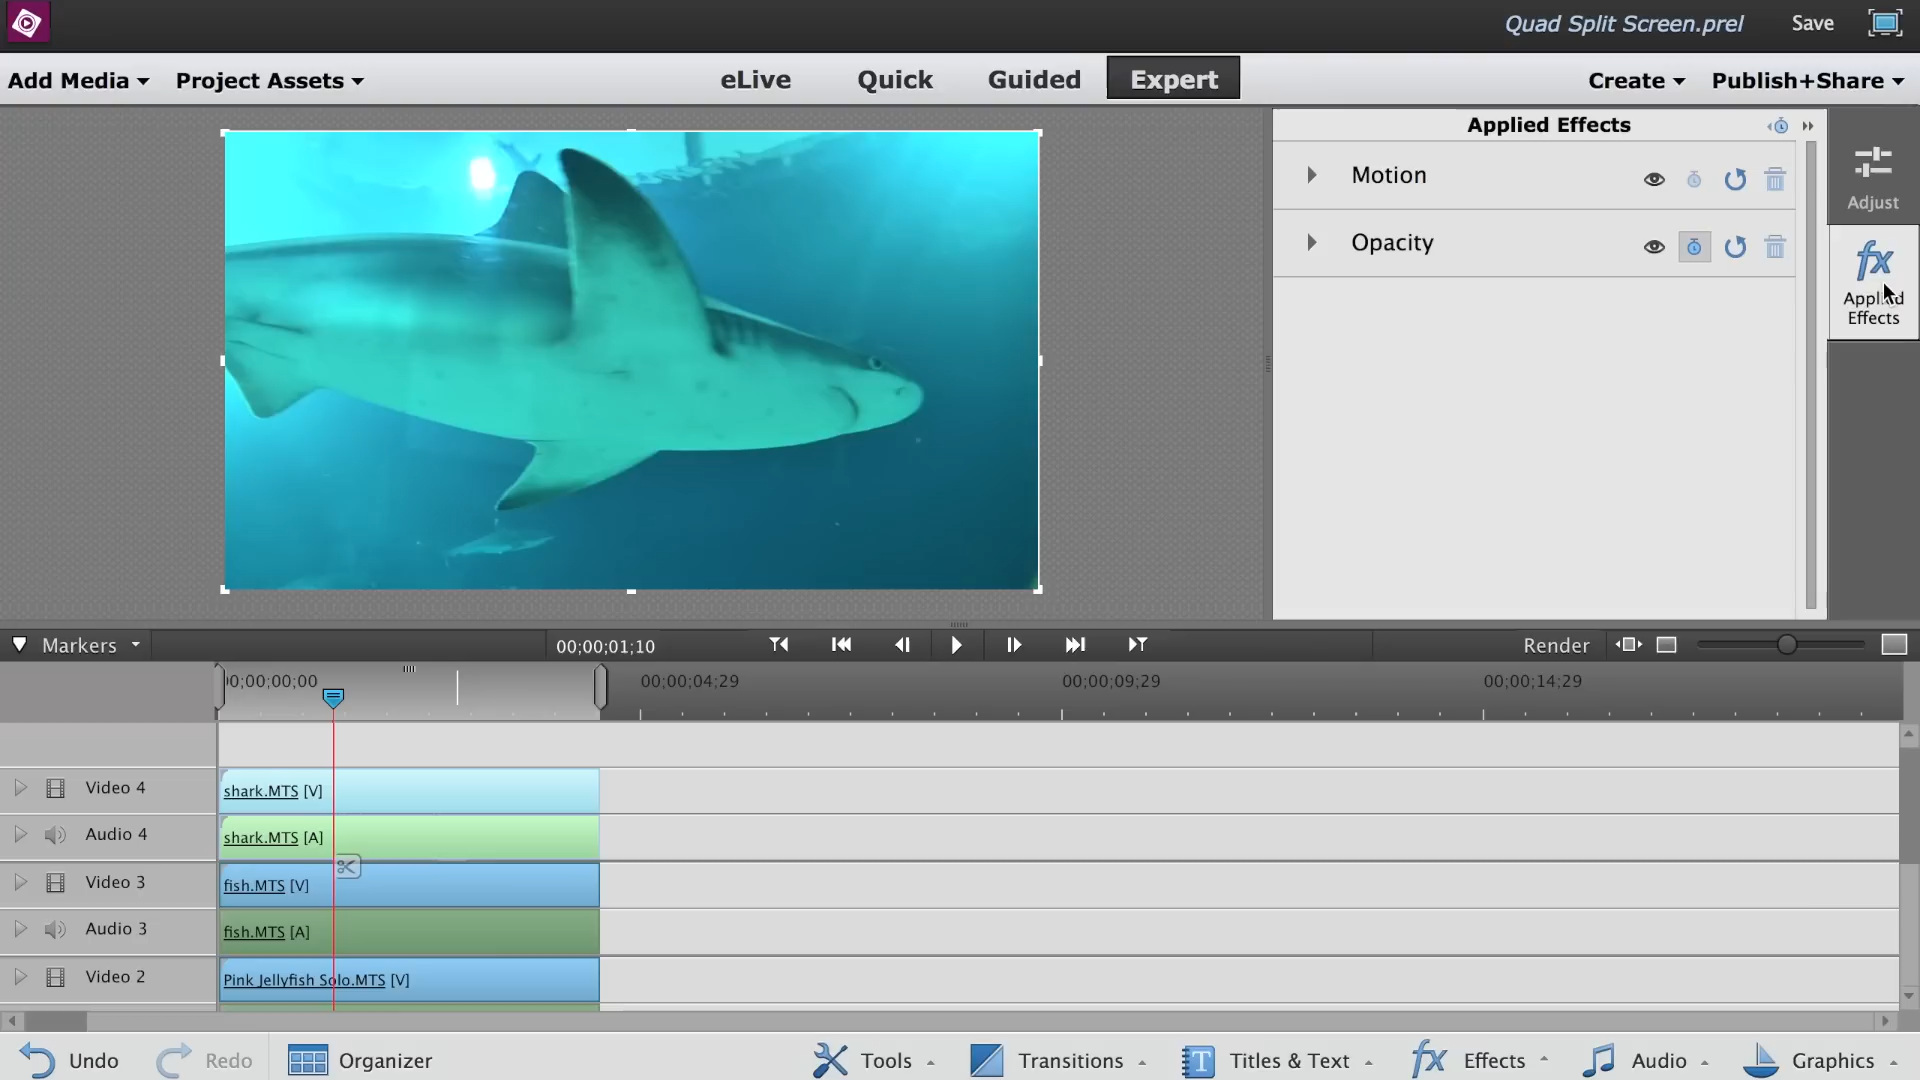 Quad Split Screen.prel Save
Add Media Project Assets eLive Quick Guided Expert Create Publish+Share
Applied Effects
Motion
Opacity
Adjust
Applied
Effects
Markers 00;00;01;10 Render
00;00;00;00 00;00;04;29 00;00;09;29 00;00;14;29
Video 4 shark.MTS [V]
Audio 4 shark.MTS [A]
Video 3 fish.MTS [V]
Audio 3 fish.MTS [A]
Video 2 Pink Jellyfish Solo.MTS [V]
Undo Redo Organizer Tools Transitions Titles & Text Effects Audio Graphics